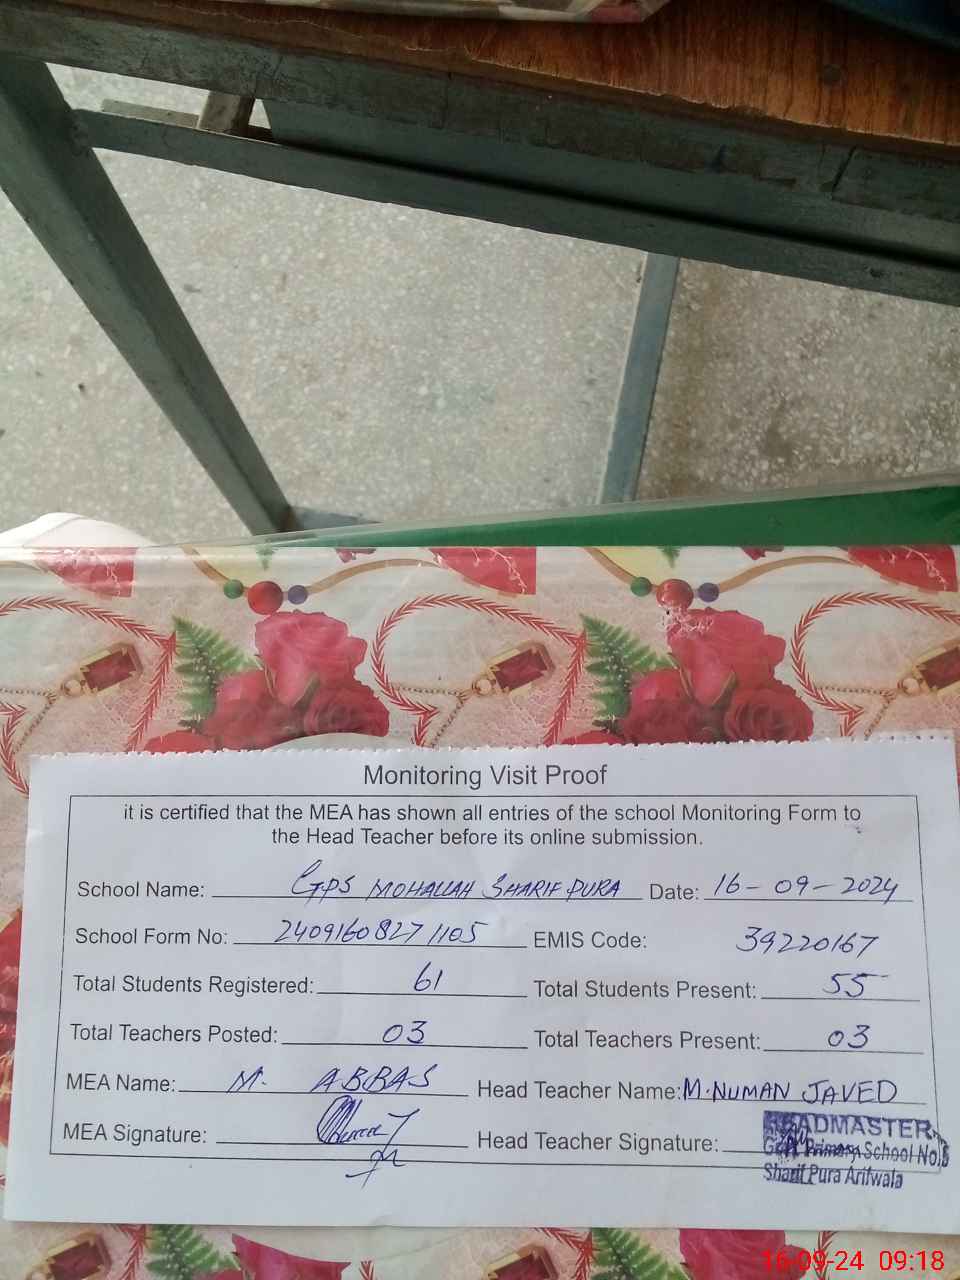 Monitoring Visit Proof
it is certified that the MEA has shown all entries of the school Monitoring Form to
the Head Teacher before its online submission.
School Name: GPS MOHALLAH SHARIF PURA Date: 16-09-2024
School Form No: 24091608271105 EMIS Code: 39220167
Total Students Registered: 61 Total Students Present: 55
Total Teachers Posted: 03 Total Teachers Present: 03
MEA Name: M. ABBAS Head Teacher Name: M.NUMAN JAVED
MEA Signature: Head Teacher Signature:
HEADMASTER
Govt. Primary School No.5
Sharif Pura Arifwala
16-09-24 09:18